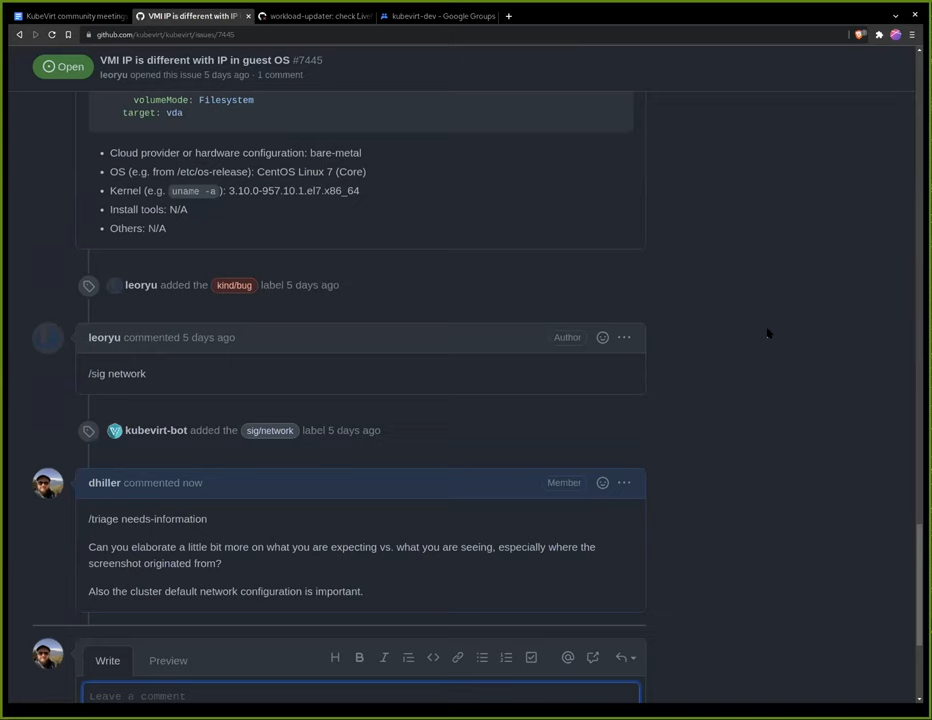 KubeVirt community meeting
VMI IP is different with IP
workload-updater: check Live
kubevirt-dev - Google Groups
github.com/kubevirt/kubevirt/issues/7445
Open
VMI IP is different with IP in guest OS #7445
leoryu opened this issue 5 days ago · 1 comment
volumeMode: Filesystem
target: vda
• Cloud provider or hardware configuration: bare-metal
• OS (e.g. from /etc/os-release): CentOS Linux 7 (Core)
• Kernel (e.g. uname -a ): 3.10.0-957.10.1.el7.x86_64
• Install tools: N/A
• Others: N/A
leoryu added the kind/bug label 5 days ago
leoryu commented 5 days ago
Author
/sig network
kubevirt-bot added the sig/network label 5 days ago
dhiller commented now
Member
/triage needs-information
Can you elaborate a little bit more on what you are expecting vs. what you are seeing, especially where the
screenshot originated from?
Also the cluster default network configuration is important.
Write
Preview
Leave a comment